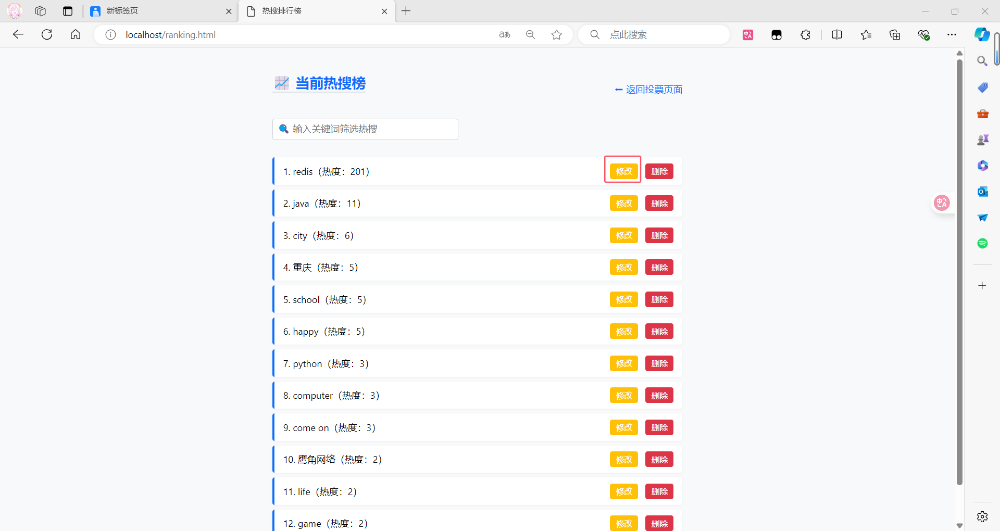 新标签页
热搜排行榜
localhost/ranking.html
aあ
点此搜索
当前热搜榜
← 返回投票页面
输入关键词筛选热搜
1. redis（热度：201） 修改 删除
2. java（热度：11） 修改 删除
3. city（热度：6） 修改 删除
4. 重庆（热度：5） 修改 删除
5. school（热度：5） 修改 删除
6. happy（热度：5） 修改 删除
7. python（热度：3） 修改 删除
8. computer（热度：3） 修改 删除
9. come on（热度：3） 修改 删除
10. 鹰角网络（热度：2） 修改 删除
11. life（热度：2） 修改 删除
12. game（热度：2） 修改 删除